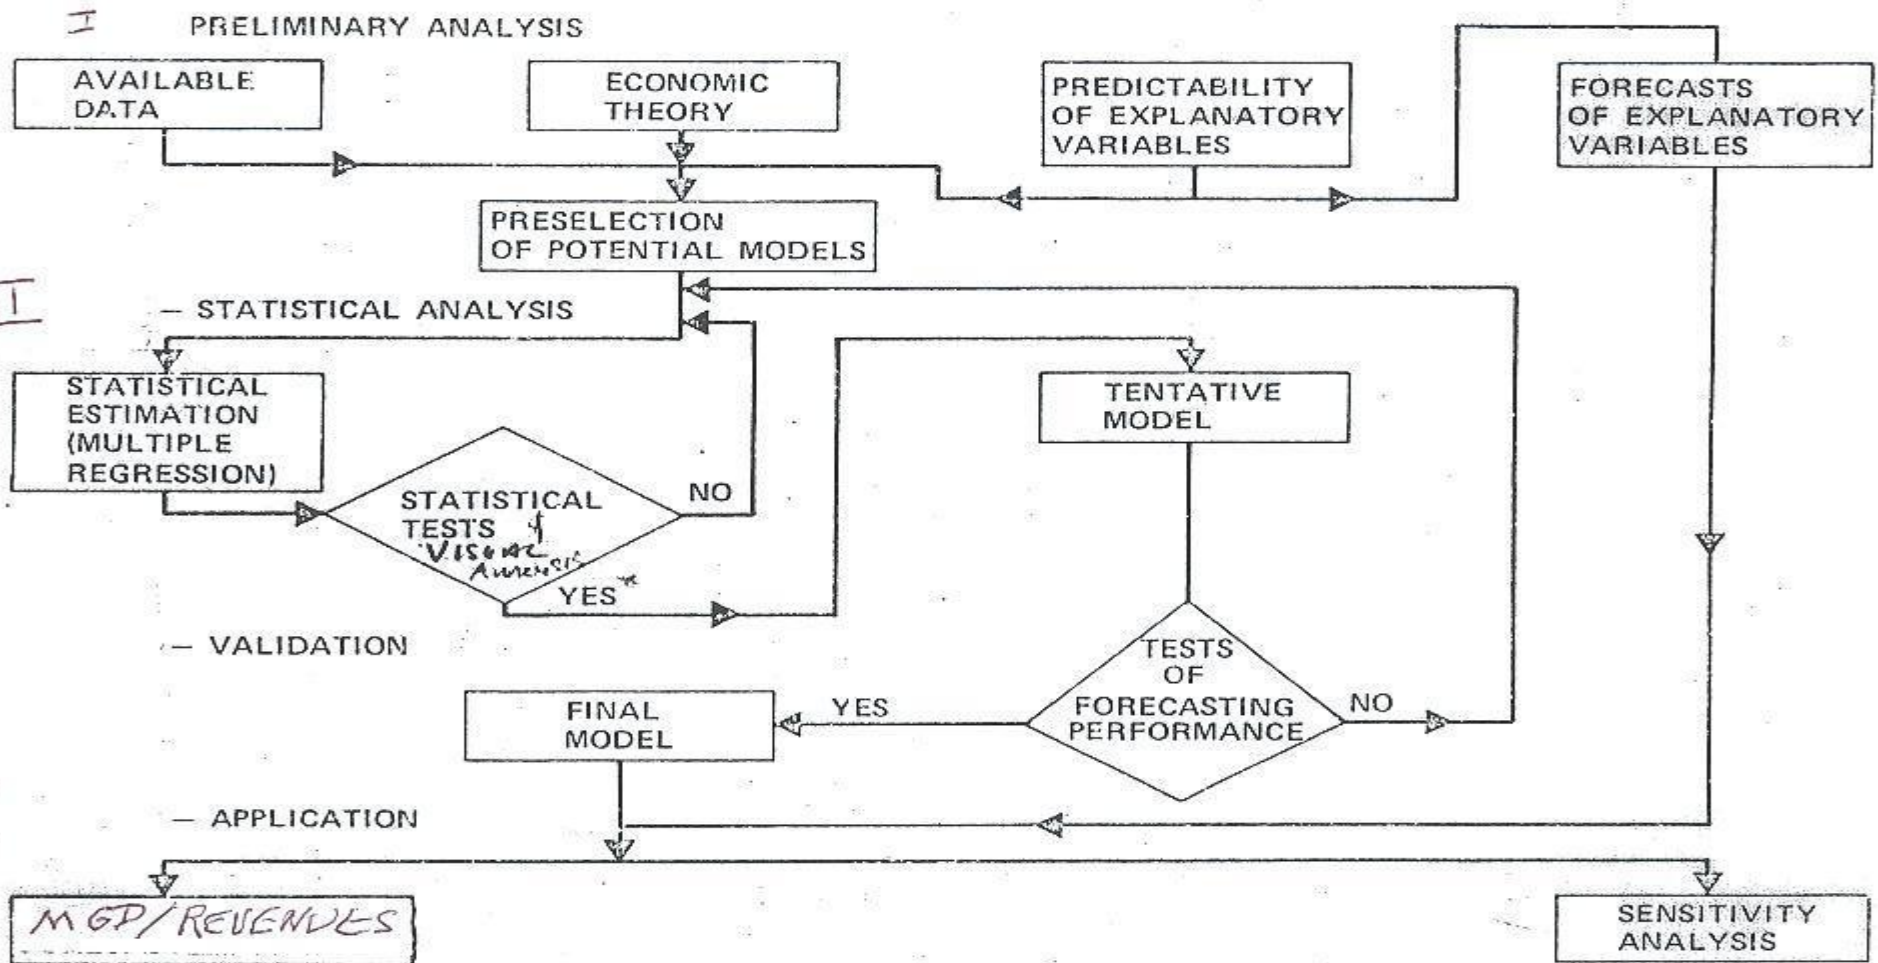 I PRELIMINARY ANALYSIS
AVAILABLE
DATA
ECONOMIC
THEORY
PREDICTABILITY
OF EXPLANATORY
VARIABLES
FORECASTS
OF EXPLANATORY
VARIABLES
PRESELECTION
OF POTENTIAL MODELS
I
– STATISTICAL ANALYSIS
STATISTICAL
ESTIMATION
(MULTIPLE
REGRESSION)
STATISTICAL
TESTS &
VISUAL
NO
YES*
TENTATIVE
MODEL
– VALIDATION
TESTS
OF
FORECASTING
PERFORMANCE
YES
NO
FINAL
MODEL
– APPLICATION
MGD/REVENUES
SENSITIVITY
ANALYSIS